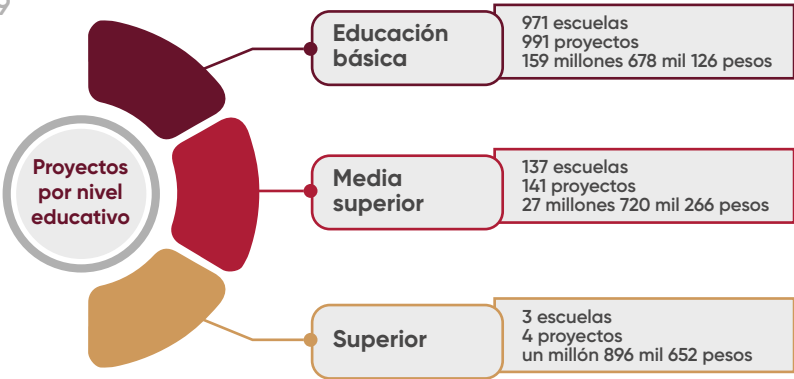 Proyectos
por nivel
educativo
Educación
básica
971 escuelas
991 proyectos
159 millones 678 mil 126 pesos
Media
superior
137 escuelas
141 proyectos
27 millones 720 mil 266 pesos
Superior
3 escuelas
4 proyectos
un millón 896 mil 652 pesos